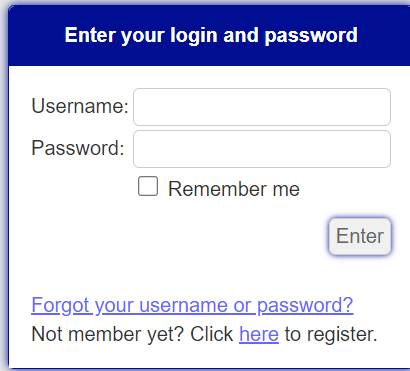 Enter your login and password
Username:
Password:
Remember me
Enter
Forgot your username or password?
Not member yet? Click here to register.